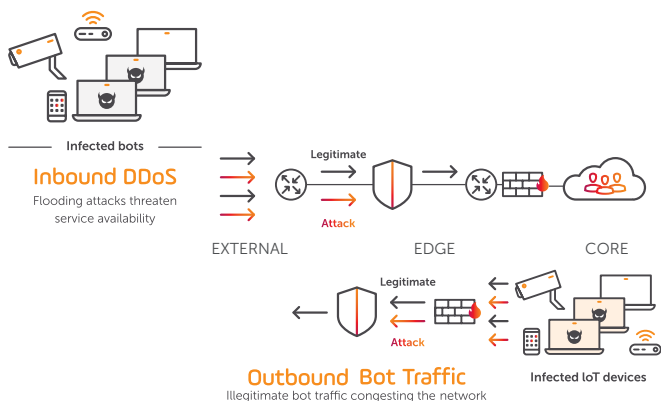 Infected bots
Inbound DDoS
Flooding attacks threaten
service availability
Legitimate
Attack
EXTERNAL
EDGE
CORE
Legitimate
Attack
Outbound Bot Traffic
Illegitimate bot traffic congesting the network
Infected loT devices